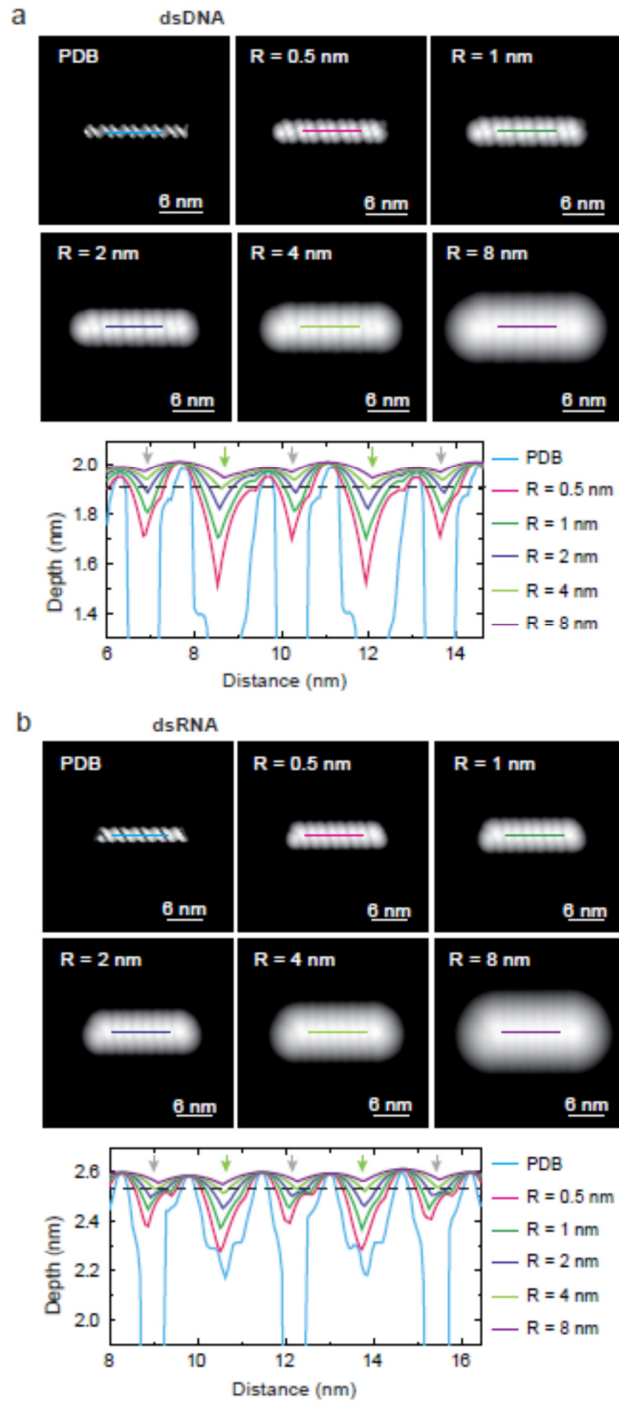 a
dsDNA
PDB
R = 0.5 nm
R = 1 nm
6 nm
6 nm
6 nm
R = 2 nm
R = 4 nm
R = 8 nm
6 nm
6 nm
6 nm
2.0
1.8
1.6
1.4
Depth (nm)
6
8
10
12
14
Distance (nm)
PDB
R = 0.5 nm
R = 1 nm
R = 2 nm
R = 4 nm
R = 8 nm
b
dsRNA
PDB
R = 0.5 nm
R = 1 nm
6 nm
6 nm
6 nm
R = 2 nm
R = 4 nm
R = 8 nm
6 nm
6 nm
6 nm
2.6
2.4
2.2
2.0
Depth (nm)
8
10
12
14
16
Distance (nm)
PDB
R = 0.5 nm
R = 1 nm
R = 2 nm
R = 4 nm
R = 8 nm